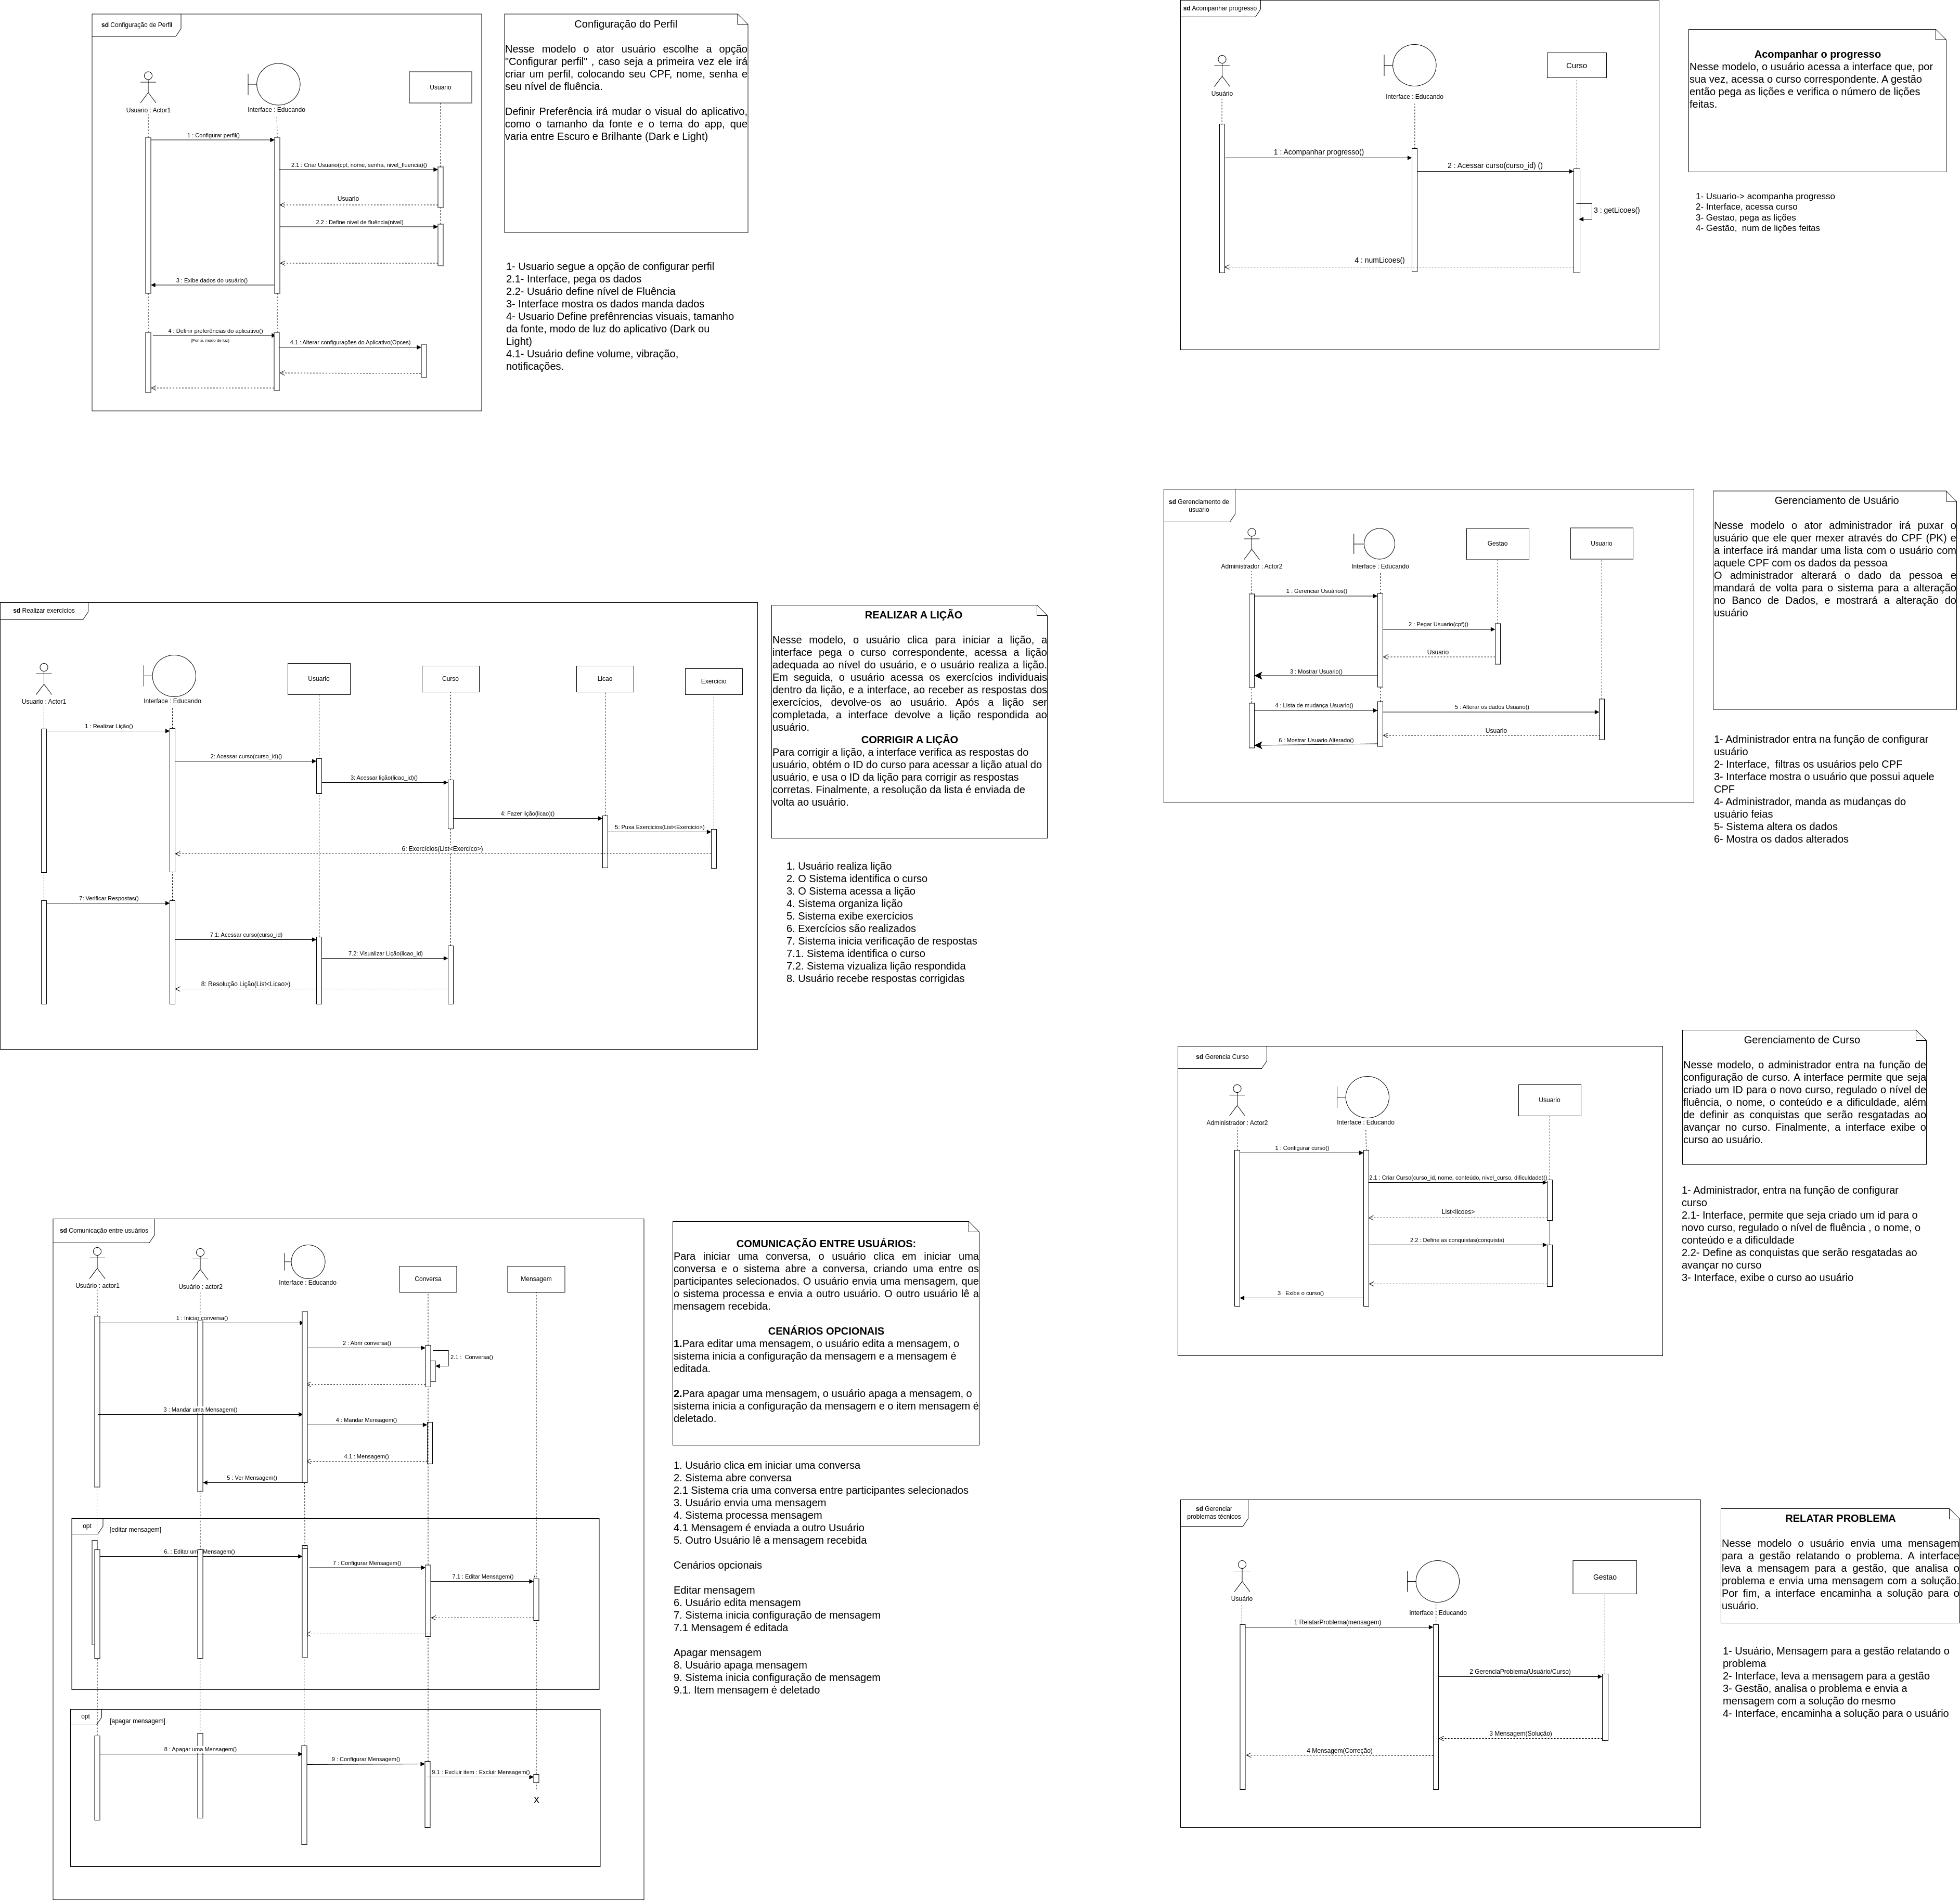 sd Configuração de Perfil
Usuario : Actor1
Interface : Educando
Usuario
1 : Configurar perfil()
2.1 : Criar Usuario(cpf, nome, senha, nivel_fluencia)()
Usuario
2.2 : Define nivel de fluência(nivel)
3 : Exibe dados do usuário()
4 : Definir preferências do aplicativo()
(Fonte, modo de luz)
4.1 : Alterar configurações do Aplicativo(Opces)
Configuração do Perfil
Nesse modelo o ator usuário escolhe a opção
"Configurar perfil" , caso seja a primeira vez ele irá
criar um perfil, colocando seu CPF, nome, senha e
seu nível de fluência.
Definir Preferência irá mudar o visual do aplicativo,
como o tamanho da fonte e o tema do app, que
varia entre Escuro e Brilhante (Dark e Light)
1- Usuario segue a opção de configurar perfil
2.1- Interface, pega os dados
2.2- Usuário define nível de Fluência
3- Interface mostra os dados manda dados
4- Usuario Define prefênrencias visuais, tamanho
da fonte, modo de luz do aplicativo (Dark ou
Light)
4.1- Usuário define volume, vibração,
notificações.
sd Acompanhar progresso
Usuário
Interface : Educando
Curso
1 : Acompanhar progresso()
2 : Acessar curso(curso_id) ()
3 : getLicoes()
4 : numLicoes()
Acompanhar o progresso
Nesse modelo, o usuário acessa a interface que, por
sua vez, acessa o curso correspondente. A gestão
então pega as lições e verifica o número de lições
feitas.
1- Usuario-> acompanha progresso
2- Interface, acessa curso
3- Gestao, pega as lições
4- Gestão,  num de lições feitas
sd Gerenciamento de
usuario
Administrador : Actor2
Interface : Educando
Gestao
Usuario
1 : Gerenciar Usuários()
2 : Pegar Usuario(cpf)()
Usuario
3 : Mostrar Usuario()
4 : Lista de mudança Usuario()
5 : Alterar os dados Usuario()
Usuario
6 : Mostrar Usuario Alterado()
Gerenciamento de Usuário
Nesse modelo o ator administrador irá puxar o
usuário que ele quer mexer através do CPF (PK) e
a interface irá mandar uma lista com o usuário com
aquele CPF com os dados da pessoa
O administrador alterará o dado da pessoa e
mandará de volta para o sistema para a alteração
no Banco de Dados, e mostrará a alteração do
usuário
1- Administrador entra na função de configurar
usuário
2- Interface,  filtras os usuários pelo CPF
3- Interface mostra o usuário que possui aquele
CPF
4- Administrador, manda as mudanças do
usuário feias
5- Sistema altera os dados
6- Mostra os dados alterados
sd Realizar exercícios
Usuario : Actor1
Interface : Educando
Usuario
Curso
Licao
Exercicio
1 : Realizar Lição()
2: Acessar curso(curso_id)()
3: Acessar lição(licao_id)()
4: Fazer lição(licao)()
5: Puxa Exercicios(List<Exercicio>)
6: Exercícios(List<Exercico>)
7: Verificar Respostas()
7.1: Acessar curso(curso_id)
7.2: Visualizar Lição(licao_id)
8: Resolução Lição(List<Licao>)
REALIZAR A LIÇÃO
Nesse modelo, o usuário clica para iniciar a lição, a
interface pega o curso correspondente, acessa a lição
adequada ao nível do usuário, e o usuário realiza a lição.
Em seguida, o usuário acessa os exercícios individuais
dentro da lição, e a interface, ao receber as respostas dos
exercícios, devolve-os ao usuário. Após a lição ser
completada, a interface devolve a lição respondida ao
usuário.
CORRIGIR A LIÇÃO
Para corrigir a lição, a interface verifica as respostas do
usuário, obtém o ID do curso para acessar a lição atual do
usuário, e usa o ID da lição para corrigir as respostas
corretas. Finalmente, a resolução da lista é enviada de
volta ao usuário.
1. Usuário realiza lição
2. O Sistema identifica o curso
3. O Sistema acessa a lição
4. Sistema organiza lição
5. Sistema exibe exercícios
6. Exercícios são realizados
7. Sistema inicia verificação de respostas
7.1. Sistema identifica o curso
7.2. Sistema vizualiza lição respondida
8. Usuário recebe respostas corrigidas
sd Gerencia Curso
Administrador : Actor2
Interface : Educando
Usuario
1 : Configurar curso()
2.1 : Criar Curso(curso_id, nome, conteúdo, nivel_curso, dificuldade)()
List<licoes>
2.2 : Define as conquistas(conquista)
3 : Exibe o curso()
Gerenciamento de Curso
Nesse modelo, o administrador entra na função de
configuração de curso. A interface permite que seja
criado um ID para o novo curso, regulado o nível de
fluência, o nome, o conteúdo e a dificuldade, além
de definir as conquistas que serão resgatadas ao
avançar no curso. Finalmente, a interface exibe o
curso ao usuário.
1- Administrador, entra na função de configurar
curso
2.1- Interface, permite que seja criado um id para o
novo curso, regulado o nível de fluência , o nome, o
conteúdo e a dificuldade
2.2- Define as conquistas que serão resgatadas ao
avançar no curso
3- Interface, exibe o curso ao usuário
sd Comunicação entre usuários
Usuário : actor1
Usuário : actor2
Interface : Educando
Conversa
Mensagem
1 : Iniciar conversa()
2 : Abrir conversa()
2.1 :  Conversa()
3 : Mandar uma Mensagem()
4 : Mandar Mensagem()
4.1 : Mensagem()
5 : Ver Mensagem()
opt
[editar mensagem]
6. : Editar uma Mensagem()
7 : Configurar Mensagem()
7.1 : Editar Mensagem()
opt
[apagar mensagem]
8 : Apagar uma Mensagem()
9 : Configurar Mensagem()
9.1 : Excluir item : Excluir Mensagem()
x
COMUNICAÇÃO ENTRE USUÁRIOS:
Para iniciar uma conversa, o usuário clica em iniciar uma
conversa e o sistema abre a conversa, criando uma entre os
participantes selecionados. O usuário envia uma mensagem, que
o sistema processa e envia a outro usuário. O outro usuário lê a
mensagem recebida.
CENÁRIOS OPCIONAIS
1.Para editar uma mensagem, o usuário edita a mensagem, o
sistema inicia a configuração da mensagem e a mensagem é
editada.
2.Para apagar uma mensagem, o usuário apaga a mensagem, o
sistema inicia a configuração da mensagem e o item mensagem é
deletado.
1. Usuário clica em iniciar uma conversa
2. Sistema abre conversa
2.1 Sistema cria uma conversa entre participantes selecionados
3. Usuário envia uma mensagem
4. Sistema processa mensagem
4.1 Mensagem é enviada a outro Usuário
5. Outro Usuário lê a mensagem recebida
Cenários opcionais
Editar mensagem
6. Usuário edita mensagem
7. Sistema inicia configuração de mensagem
7.1 Mensagem é editada
Apagar mensagem
8. Usuário apaga mensagem
9. Sistema inicia configuração de mensagem
9.1. Item mensagem é deletado
sd Gerenciar
problemas técnicos
Usuário
Interface : Educando
Gestao
1 RelatarProblema(mensagem)
2 GerenciaProblema(Usuário/Curso)
3 Mensagem(Solução)
4 Mensagem(Correção)
RELATAR PROBLEMA
Nesse modelo o usuário envia uma mensagem
para a gestão relatando o problema. A interface
leva a mensagem para a gestão, que analisa o
problema e envia uma mensagem com a solução.
Por fim, a interface encaminha a solução para o
usuário.
1- Usuário, Mensagem para a gestão relatando o
problema
2- Interface, leva a mensagem para a gestão
3- Gestão, analisa o problema e envia a
mensagem com a solução do mesmo
4- Interface, encaminha a solução para o usuário